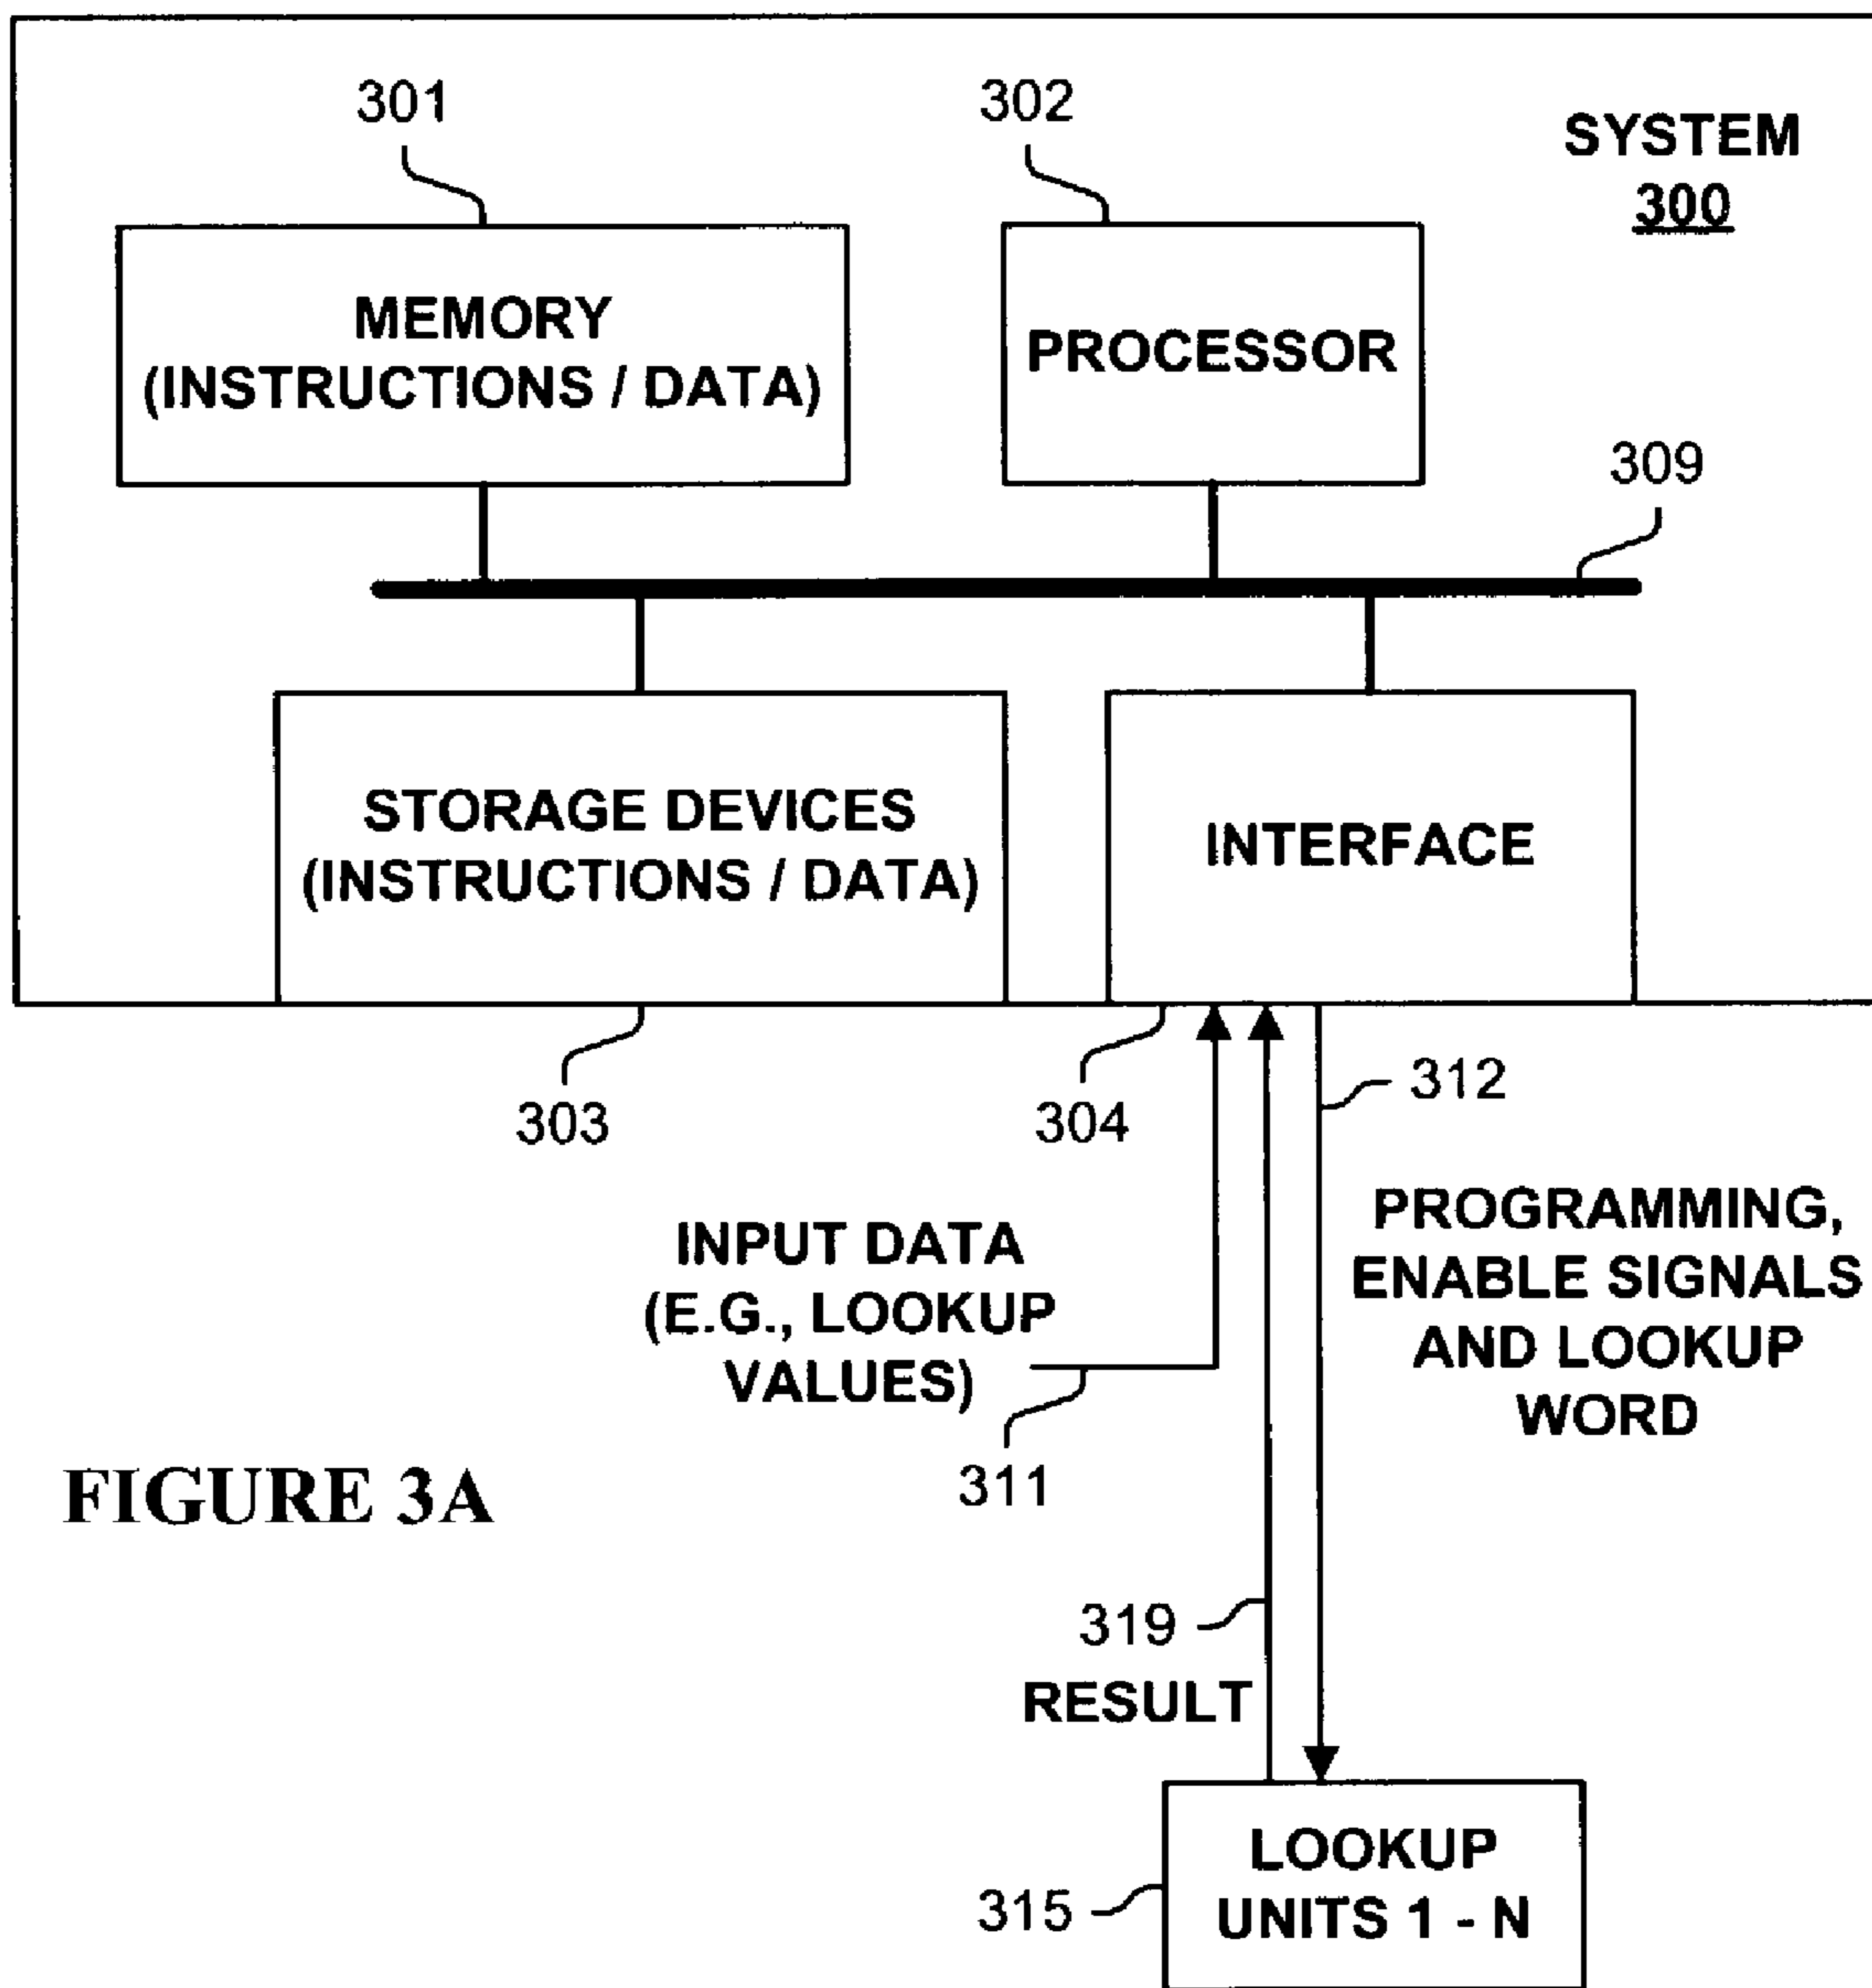 301
302
SYSTEM
300
MEMORY
(INSTRUCTIONS / DATA)
PROCESSOR
309
STORAGE DEVICES
(INSTRUCTIONS / DATA)
INTERFACE
303
304
312
INPUT DATA
(E.G., LOOKUP
VALUES)
311
PROGRAMMING,
ENABLE SIGNALS
AND LOOKUP
WORD
FIGURE 3A
319
RESULT
LOOKUP
UNITS 1 - N
315